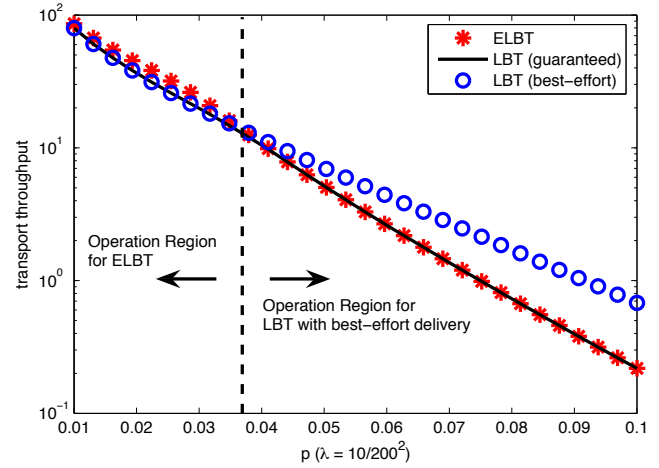 10^2
10^1
10^0
10^-1
transport throughput
ELBT
LBT (guaranteed)
LBT (best-effort)
Operation Region
for ELBT
Operation Region for
LBT with best-effort delivery
0.01 0.02 0.03 0.04 0.05 0.06 0.07 0.08 0.09 0.1
p (λ = 10/200^2)